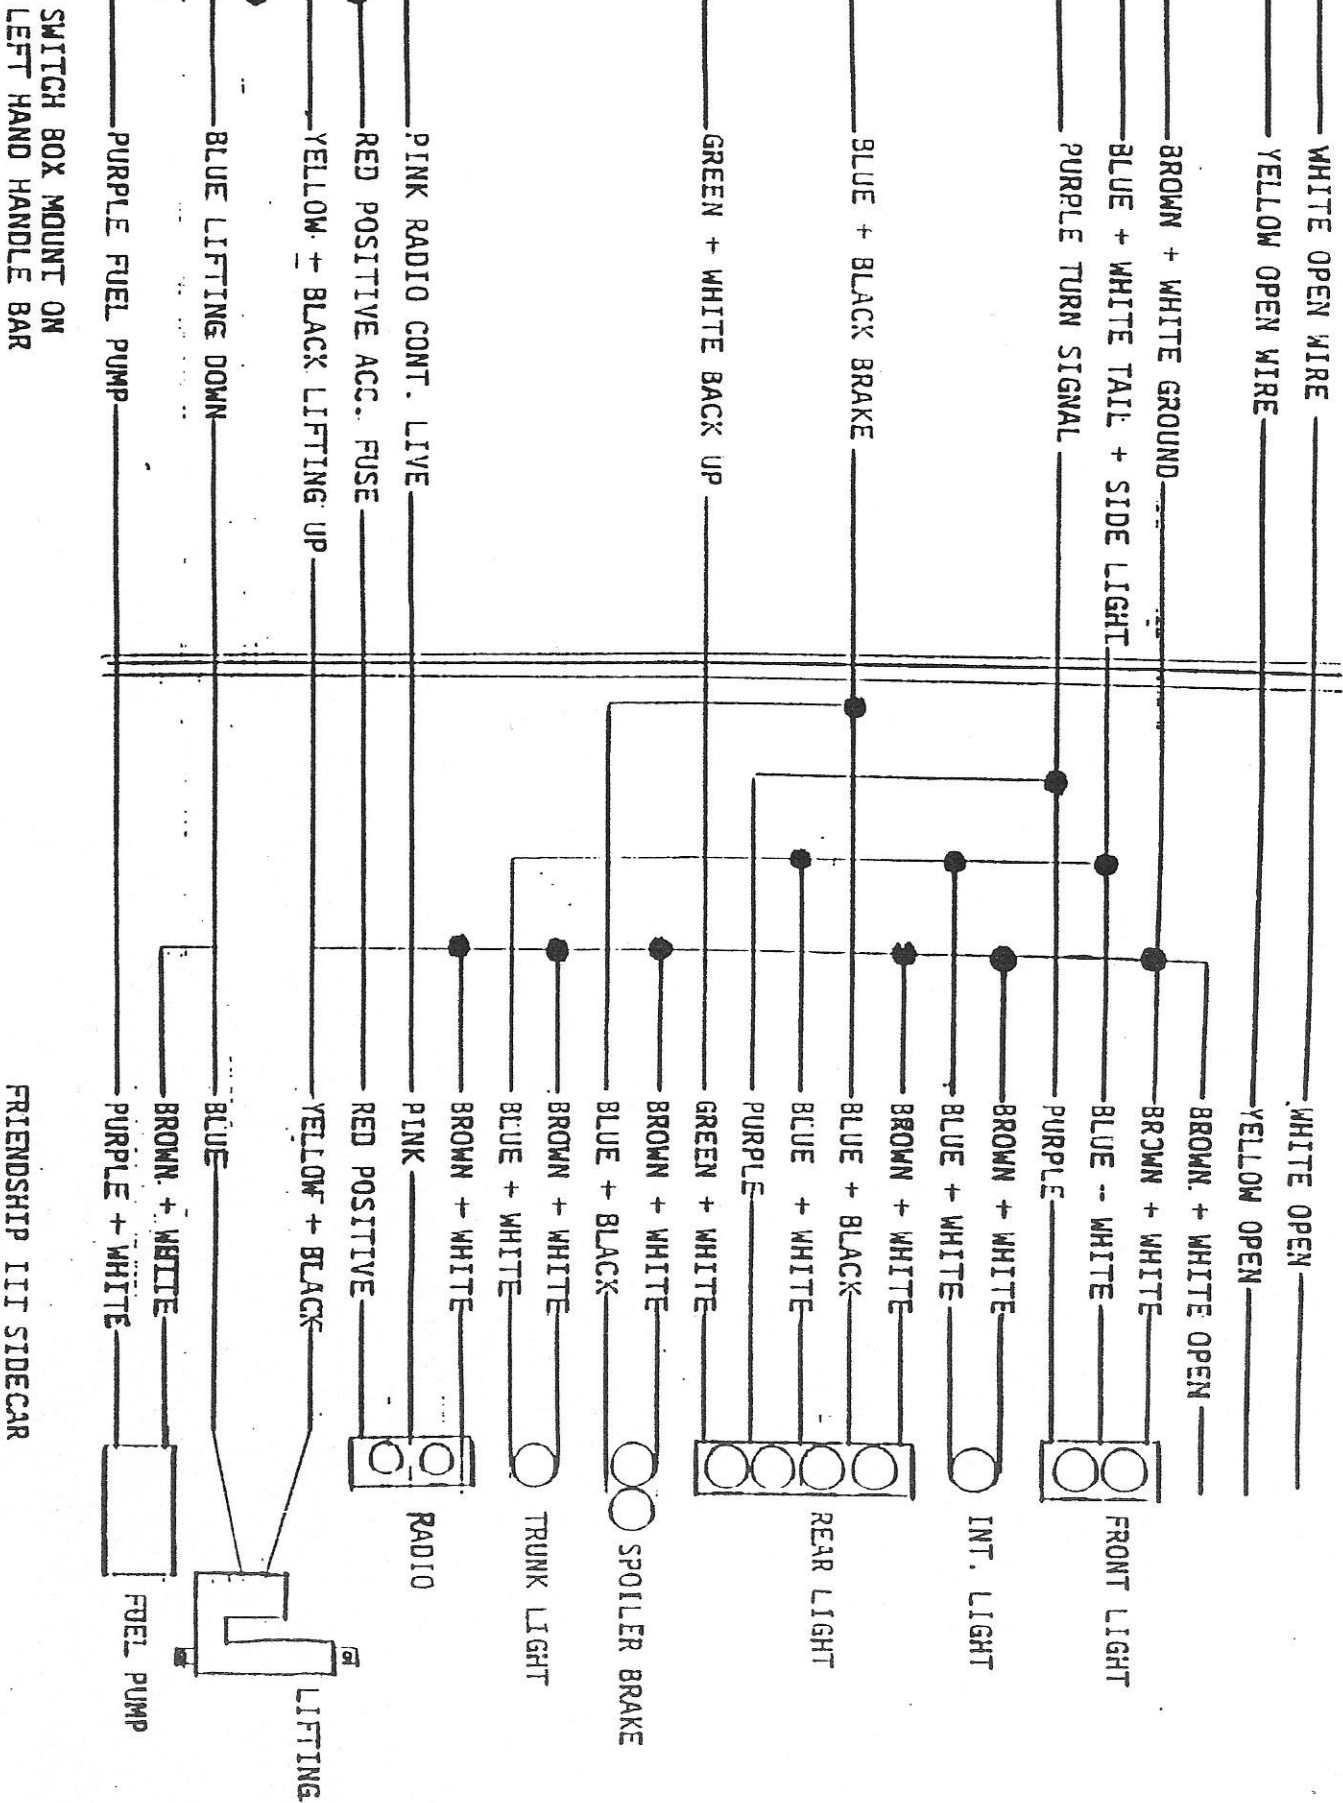 WHITE OPEN WIRE
WHITE OPEN
YELLOW OPEN WIRE
YELLOW OPEN
BROWN + WHITE OPEN
BROWN + WHITE GROUND
BROWN + WHITE
BLUE + WHITE TAIL + SIDE LIGHT
BLUE -- WHITE
FRONT LIGHT
PURPLE TURN SIGNAL
PURPLE
BROWN + WHITE
INT. LIGHT
BLUE + WHITE
BROWN + WHITE
BLUE + BLACK BRAKE
BLUE + BLACK
REAR LIGHT
BLUE + WHITE
PURPLE
GREEN + WHITE BACK UP
GREEN + WHITE
BROWN + WHITE
SPOILER BRAKE
BLUE + BLACK
BROWN + WHITE
TRUNK LIGHT
BLUE + WHITE
BROWN + WHITE
PINK RADIO CONT. LIVE
PINK
RADIO
RED POSITIVE ACC. FUSE
RED POSITIVE
YELLOW + BLACK LIFTING UP
YELLOW + BLACK
LIFTING
BLUE LIFTING DOWN
BLUE
BROWN + WHITE
PURPLE FUEL PUMP
PURPLE + WHITE
FUEL PUMP
SWITCH BOX MOUNT ON
LEFT HAND HANDLE BAR
FRIENDSHIP III SIDECAR